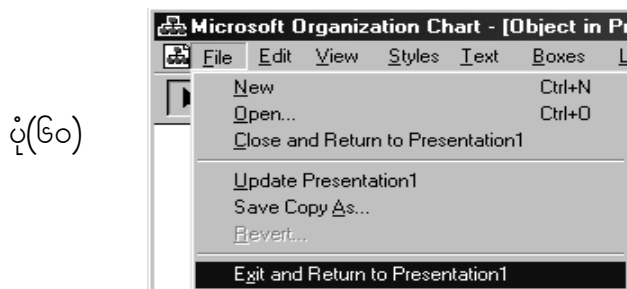 Microsoft Organization Chart - [Object in Pr
File Edit View Styles Text Boxes L
New Ctrl+N
Open... Ctrl+O
Close and Return to Presentation1
ပုံ(၆၀)
Update Presentation1
Save Copy As...
Revert...
Exit and Return to Presentation1